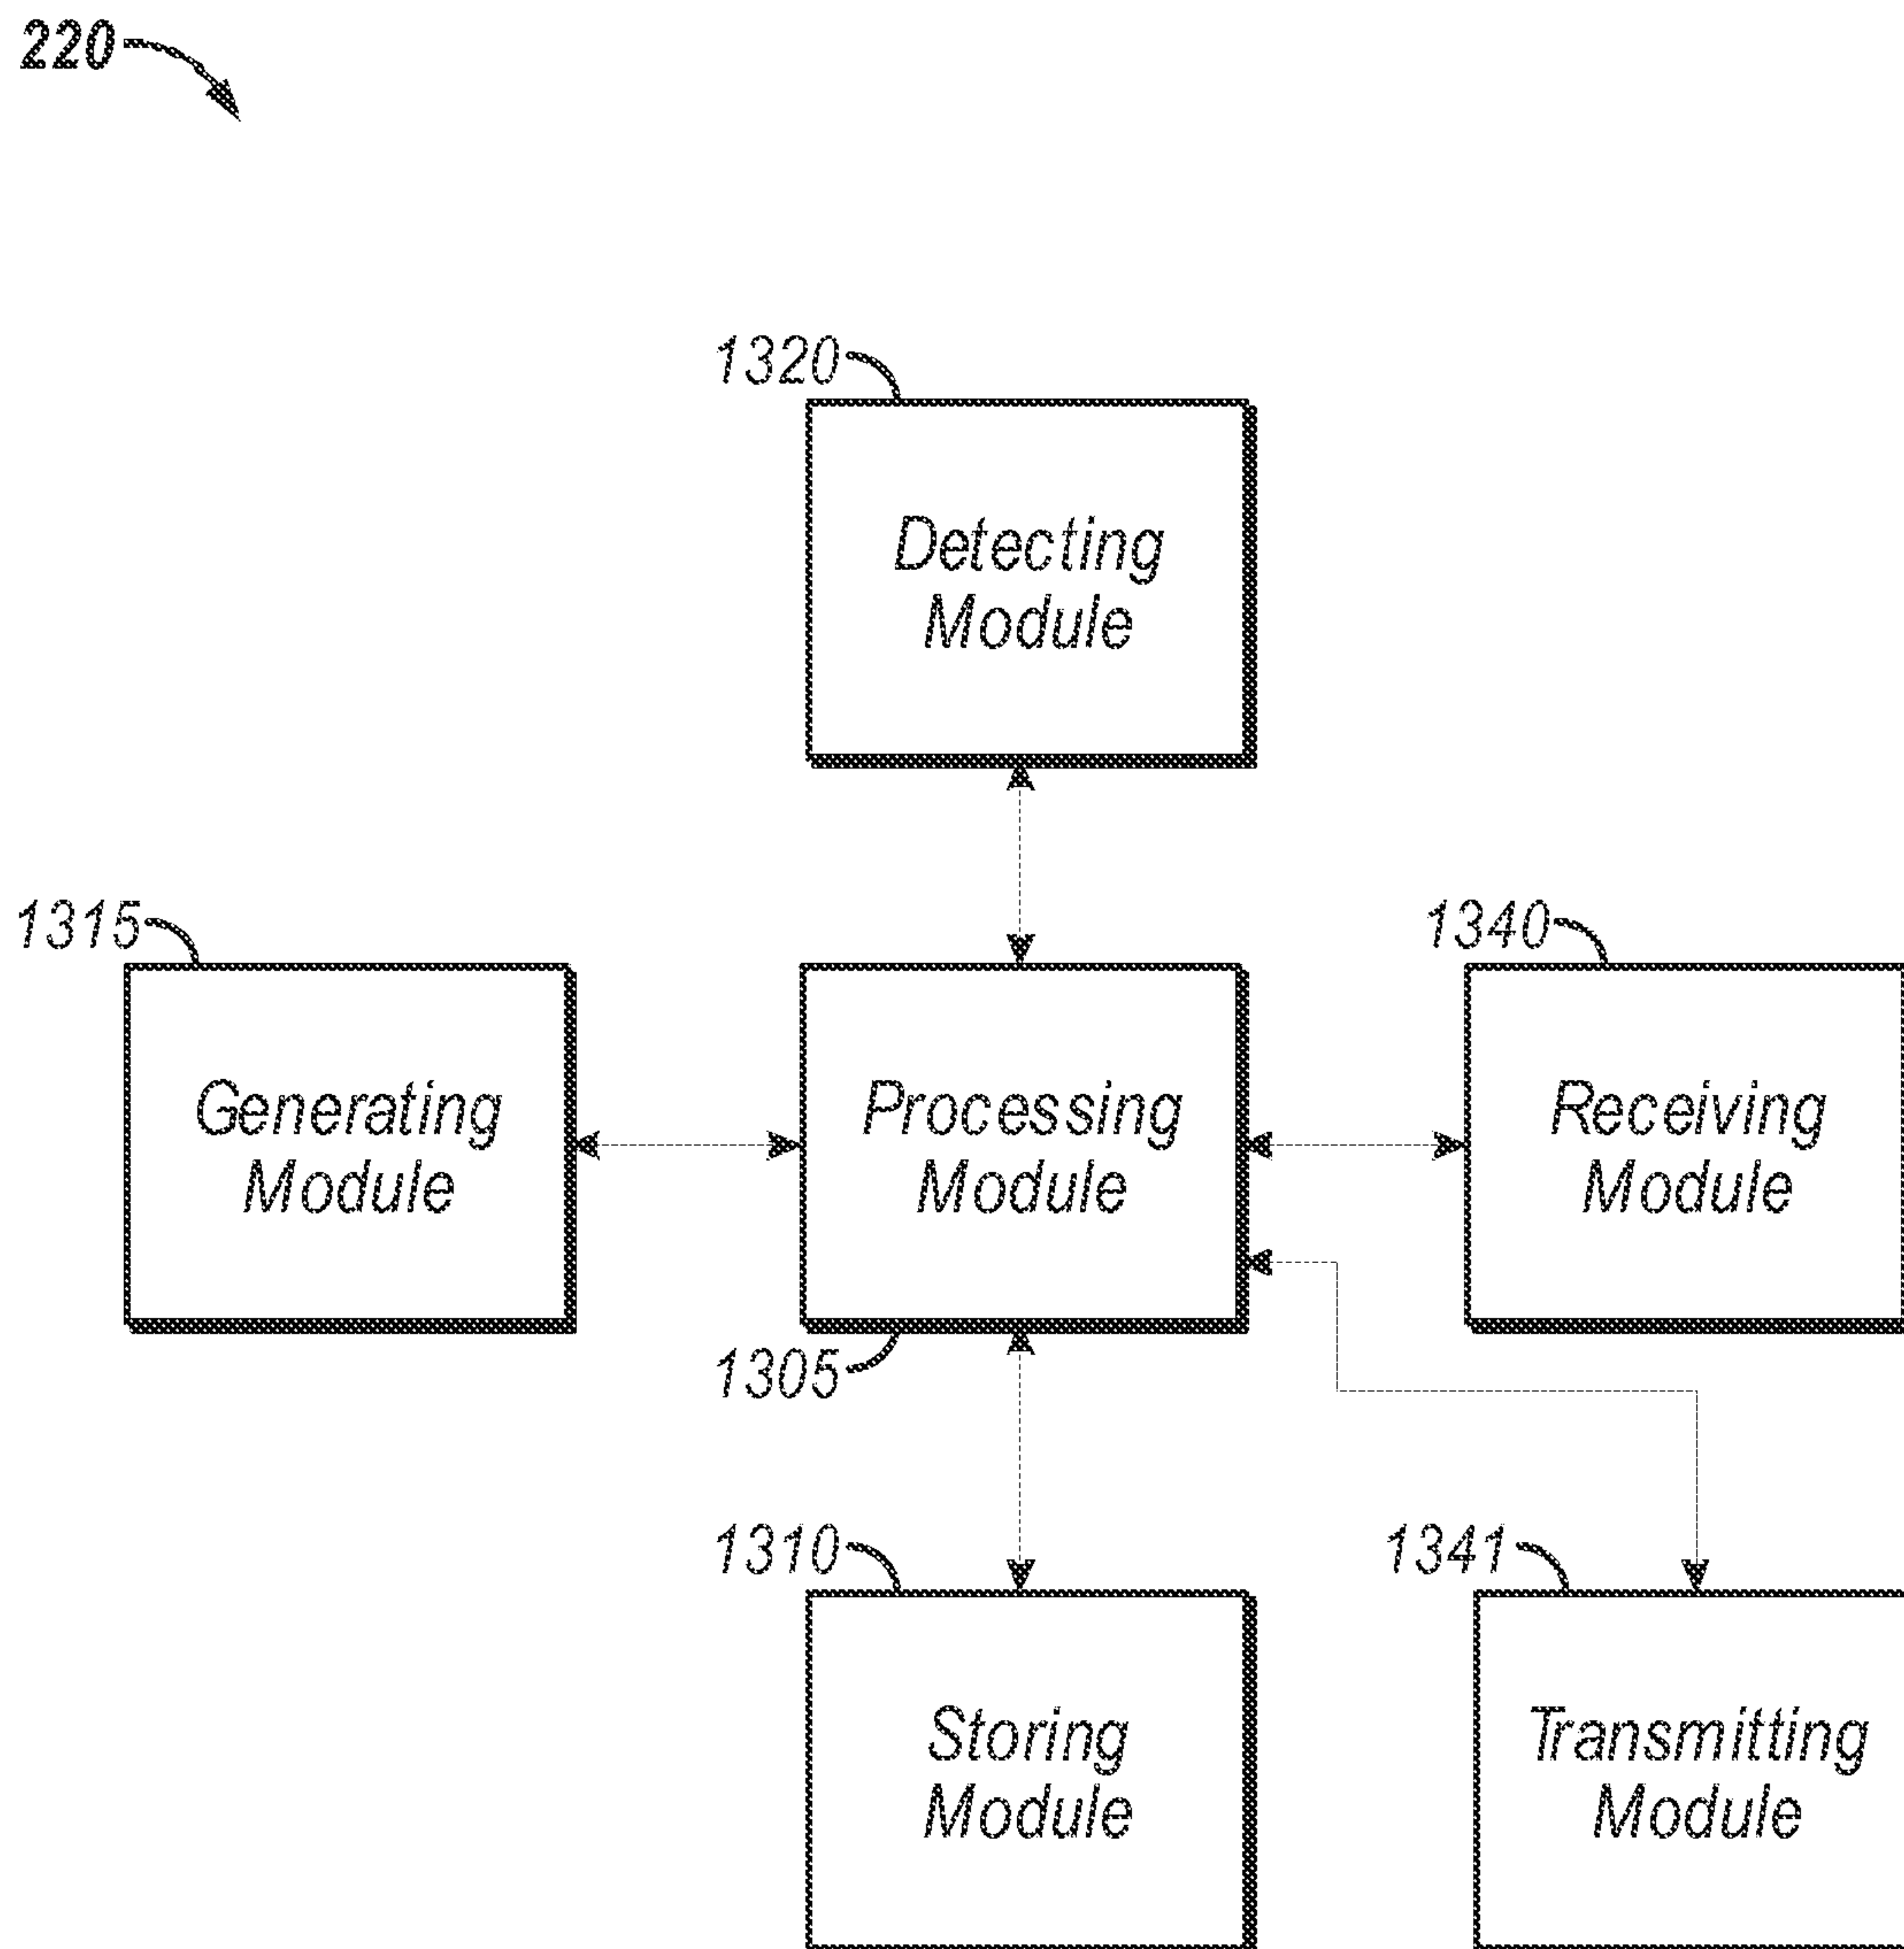 220
1320
Detecting
Module
1315
1340
Generating
Module
Processing
Module
Receiving
Module
1305
1310
1341
Storing
Module
Transmitting
Module